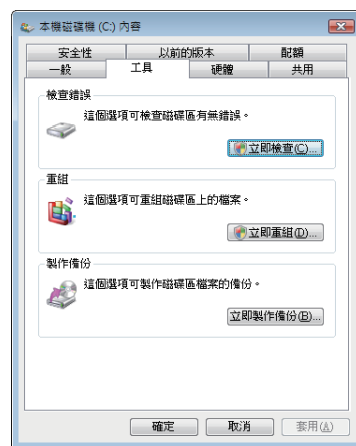 本機磁碟機 (C:) 內容
安全性 以前的版本 配額
一般 工具 硬體 共用
檢查錯誤
這個選項可檢查磁碟區有無錯誤。
立即檢查(C)...
重組
這個選項可重組磁碟區上的檔案。
立即重組(D)...
製作備份
這個選項可製作磁碟區檔案的備份。
立即製作備份(B)...
確定 取消 套用(A)